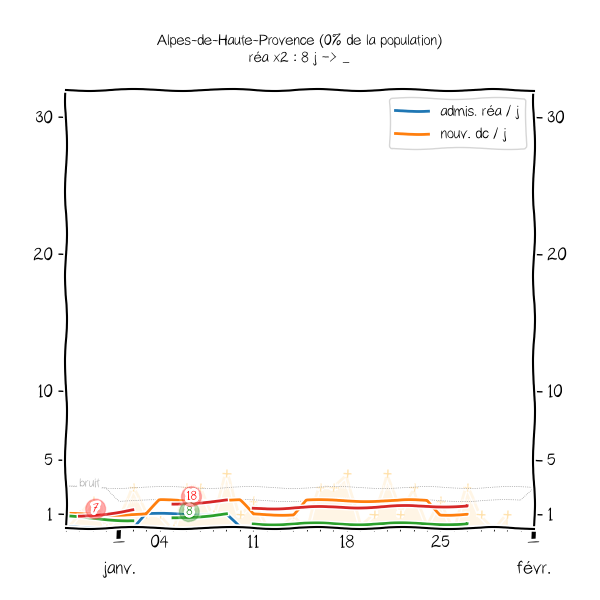 Alpes-de-Haute-Provence (0% de la population)
réa x2 : 8 j -> _
admis. réa / j
nouv. dc / j
30
30
20
20
10
10
5
5
bruit
18
7
8
1
1
04
11
18
25
janv.
févr.